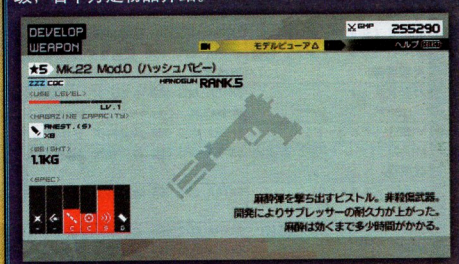 DEVELOP
WEAPON
GMP 255290
モデルビューア△
ヘルプ
★5 Mk.22 Mod.0 (ハッシュパピー)
ZZZ CQC
HANDGUN RANK.5
<USE LEVEL>
LV.1
<MAGAZINE CAPACITY>
ANEST.(S)
X8
<WEIGHT>
1.1KG
<SPEC>
- - C C S D
麻酔弾を撃ち出すピストル。非殺傷武器。
開発によりサプレッサーの耐久力が上がった。
麻酔は効くまで多少時間がかかる。